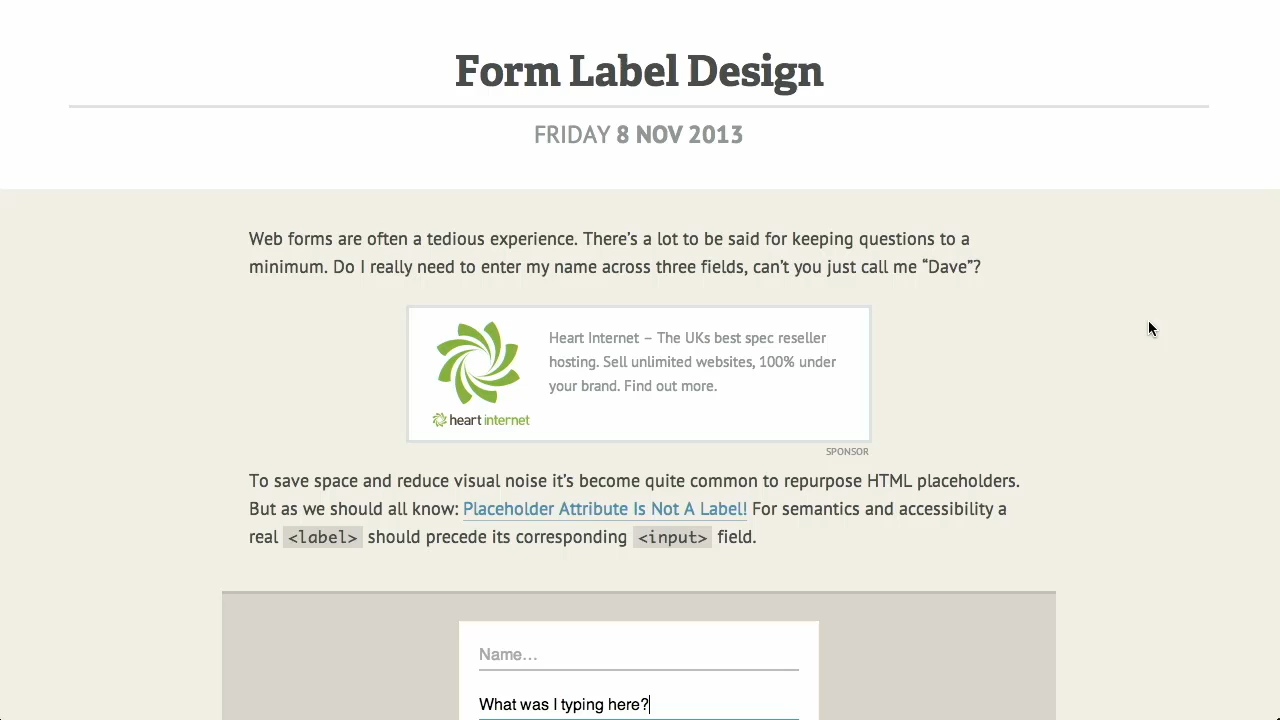 Form Label Design
FRIDAY 8 NOV 2013
Web forms are often a tedious experience. There’s a lot to be said for keeping questions to a
minimum. Do I really need to enter my name across three fields, can’t you just call me “Dave”?
Heart Internet – The UKs best spec reseller
hosting. Sell unlimited websites, 100% under
your brand. Find out more.
heart internet
SPONSOR
To save space and reduce visual noise it’s become quite common to repurpose HTML placeholders.
But as we should all know: Placeholder Attribute Is Not A Label! For semantics and accessibility a
real <label> should precede its corresponding <input> field.
Name…
What was I typing here?